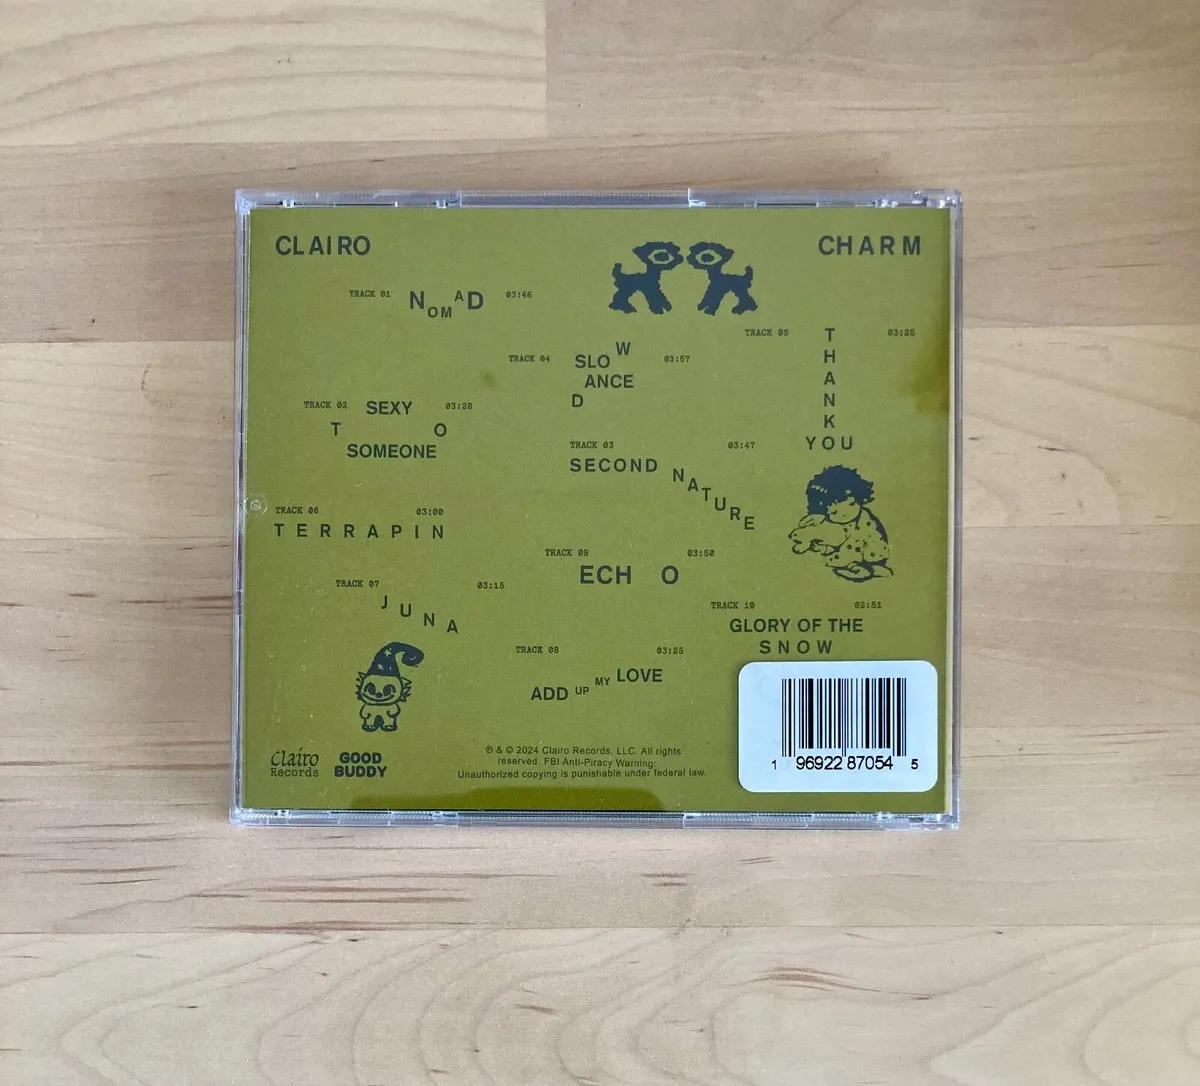 CLAIRO
CHARM
TRACK 01 NOMAD 03:46
TRACK 02 SEXY 03:28
TO
SOMEONE
TRACK 04 SLOW 03:57
DANCE
TRACK 05 THANK 03:25
YOU
TRACK 03 03:47
SECOND NATURE
TRACK 06 03:00
TERRAPIN
TRACK 09 03:50
ECHO
TRACK 07 03:15
JUNA
TRACK 10 02:51
GLORY OF THE
SNOW
TRACK 08 03:25
ADD UP MY LOVE
Clairo
Records
GOOD
BUDDY
℗ & © 2024 Clairo Records, LLC. All rights
reserved. FBI Anti-Piracy Warning:
Unauthorized copying is punishable under federal law.
1 96922 87054 5